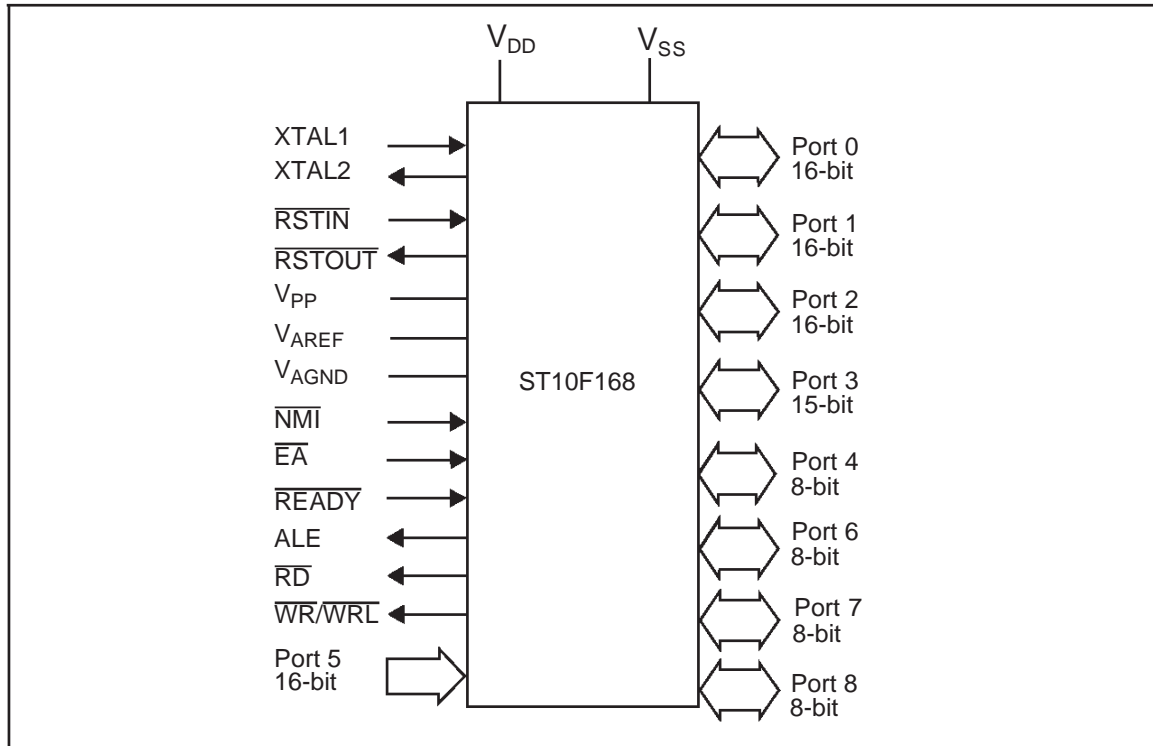 VDD
VSS
XTAL1
XTAL2
RSTIN
RSTOUT
VPP
VAREF
VAGND
NMI
EA
READY
ALE
RD
WR/WRL
Port 5
16-bit
ST10F168
Port 0
16-bit
Port 1
16-bit
Port 2
16-bit
Port 3
15-bit
Port 4
8-bit
Port 6
8-bit
Port 7
8-bit
Port 8
8-bit